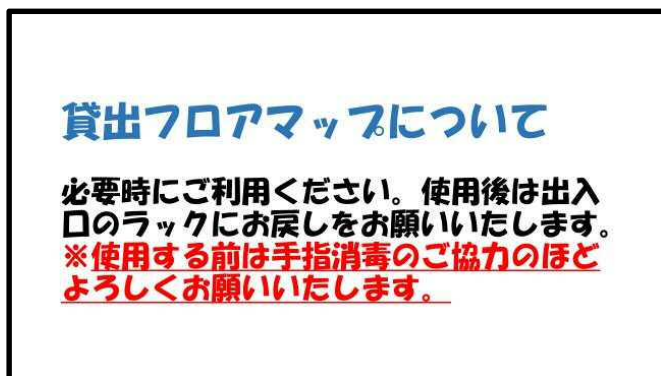 貸出フロアマップについて
必要時にご利用ください。使用後は出入
口のラックにお戻しをお願いいたします。
※使用する前は手指消毒のご協力のほど
よろしくお願いいたします。